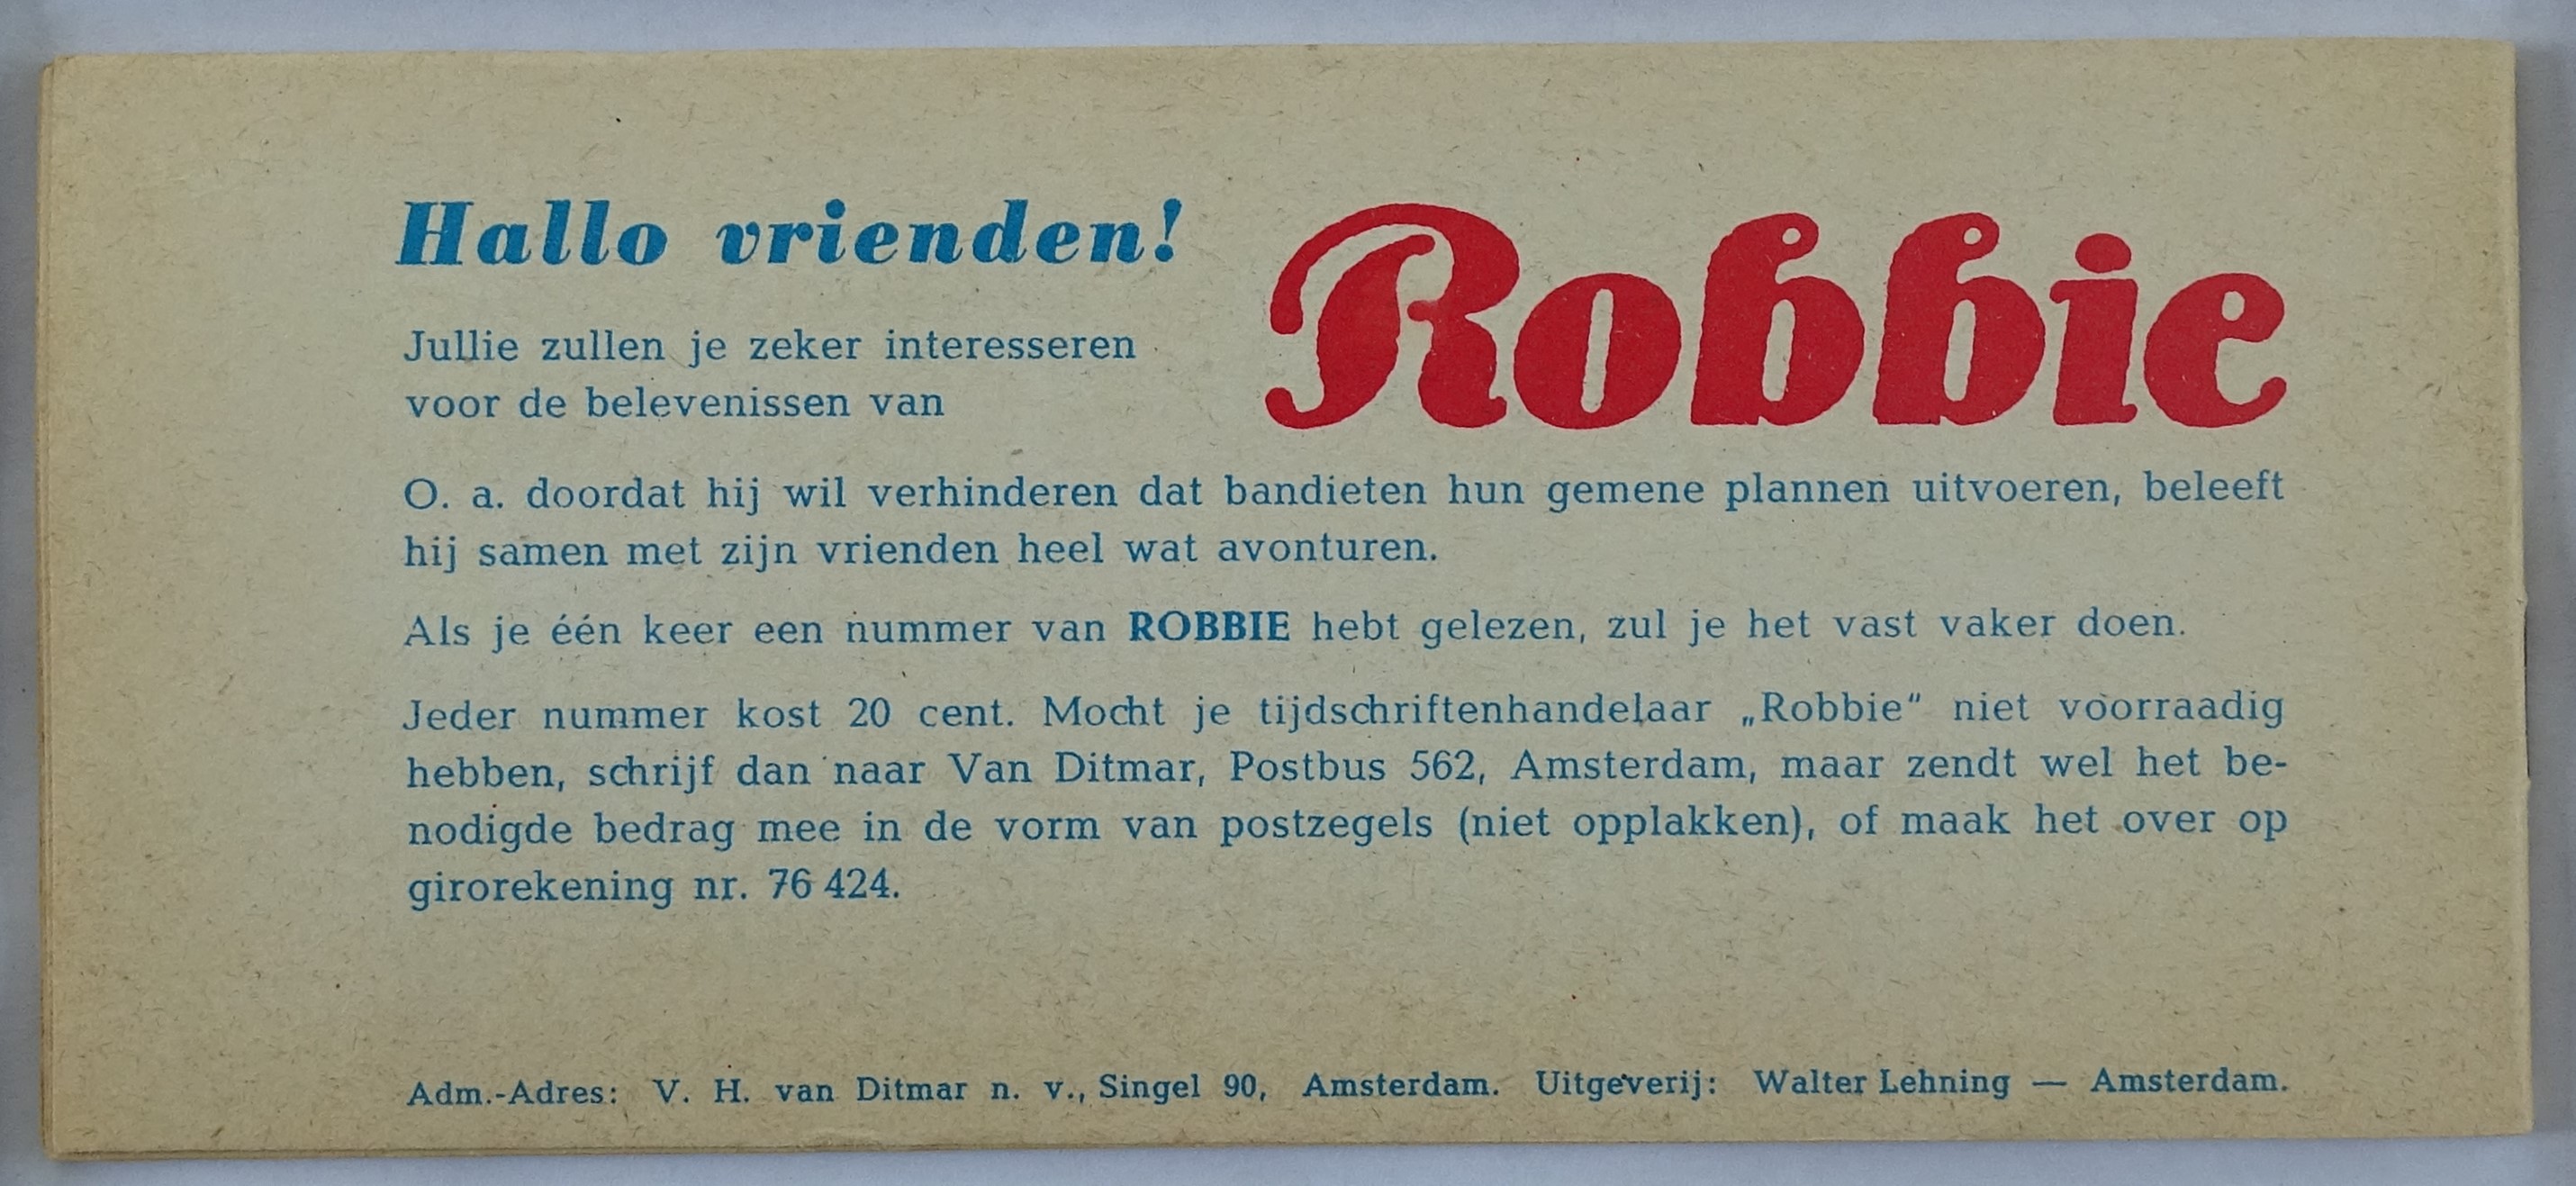 Hallo vrienden!
Robbie
Jullie zullen je zeker interesseren
voor de belevenissen van
O. a. doordat hij wil verhinderen dat bandieten hun gemene plannen uitvoeren, beleeft
hij samen met zijn vrienden heel wat avonturen.
Als je één keer een nummer van ROBBIE hebt gelezen, zul je het vast vaker doen.
Jeder nummer kost 20 cent. Mocht je tijdschriftenhandelaar „Robbie“ niet voorraadig
hebben, schrijf dan naar Van Ditmar, Postbus 562, Amsterdam, maar zendt wel het be-
nodigde bedrag mee in de vorm van postzegels (niet opplakken), of maak het over op
girorekening nr. 76 424.
Adm.-Adres: V. H. van Ditmar n. v., Singel 90, Amsterdam. Uitgeverij: Walter Lehning — Amsterdam.